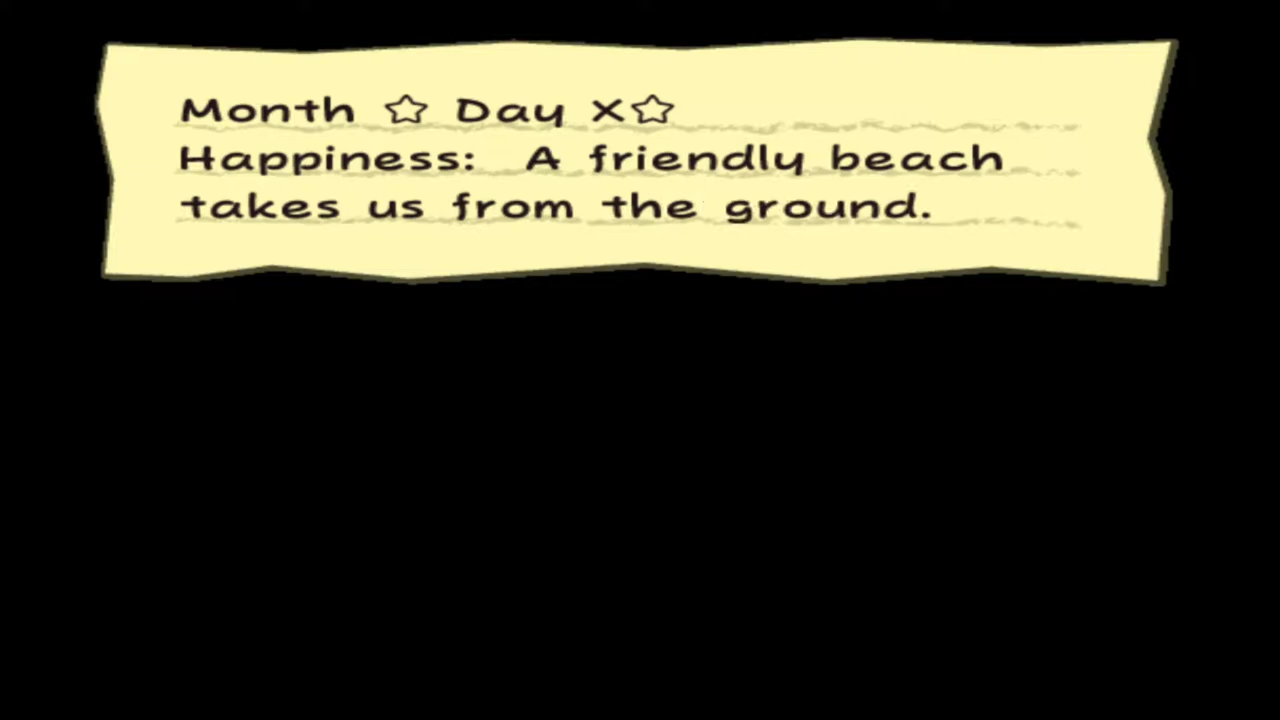 Month ☆ Day X☆
Happiness: A friendly beach
takes us from the ground.